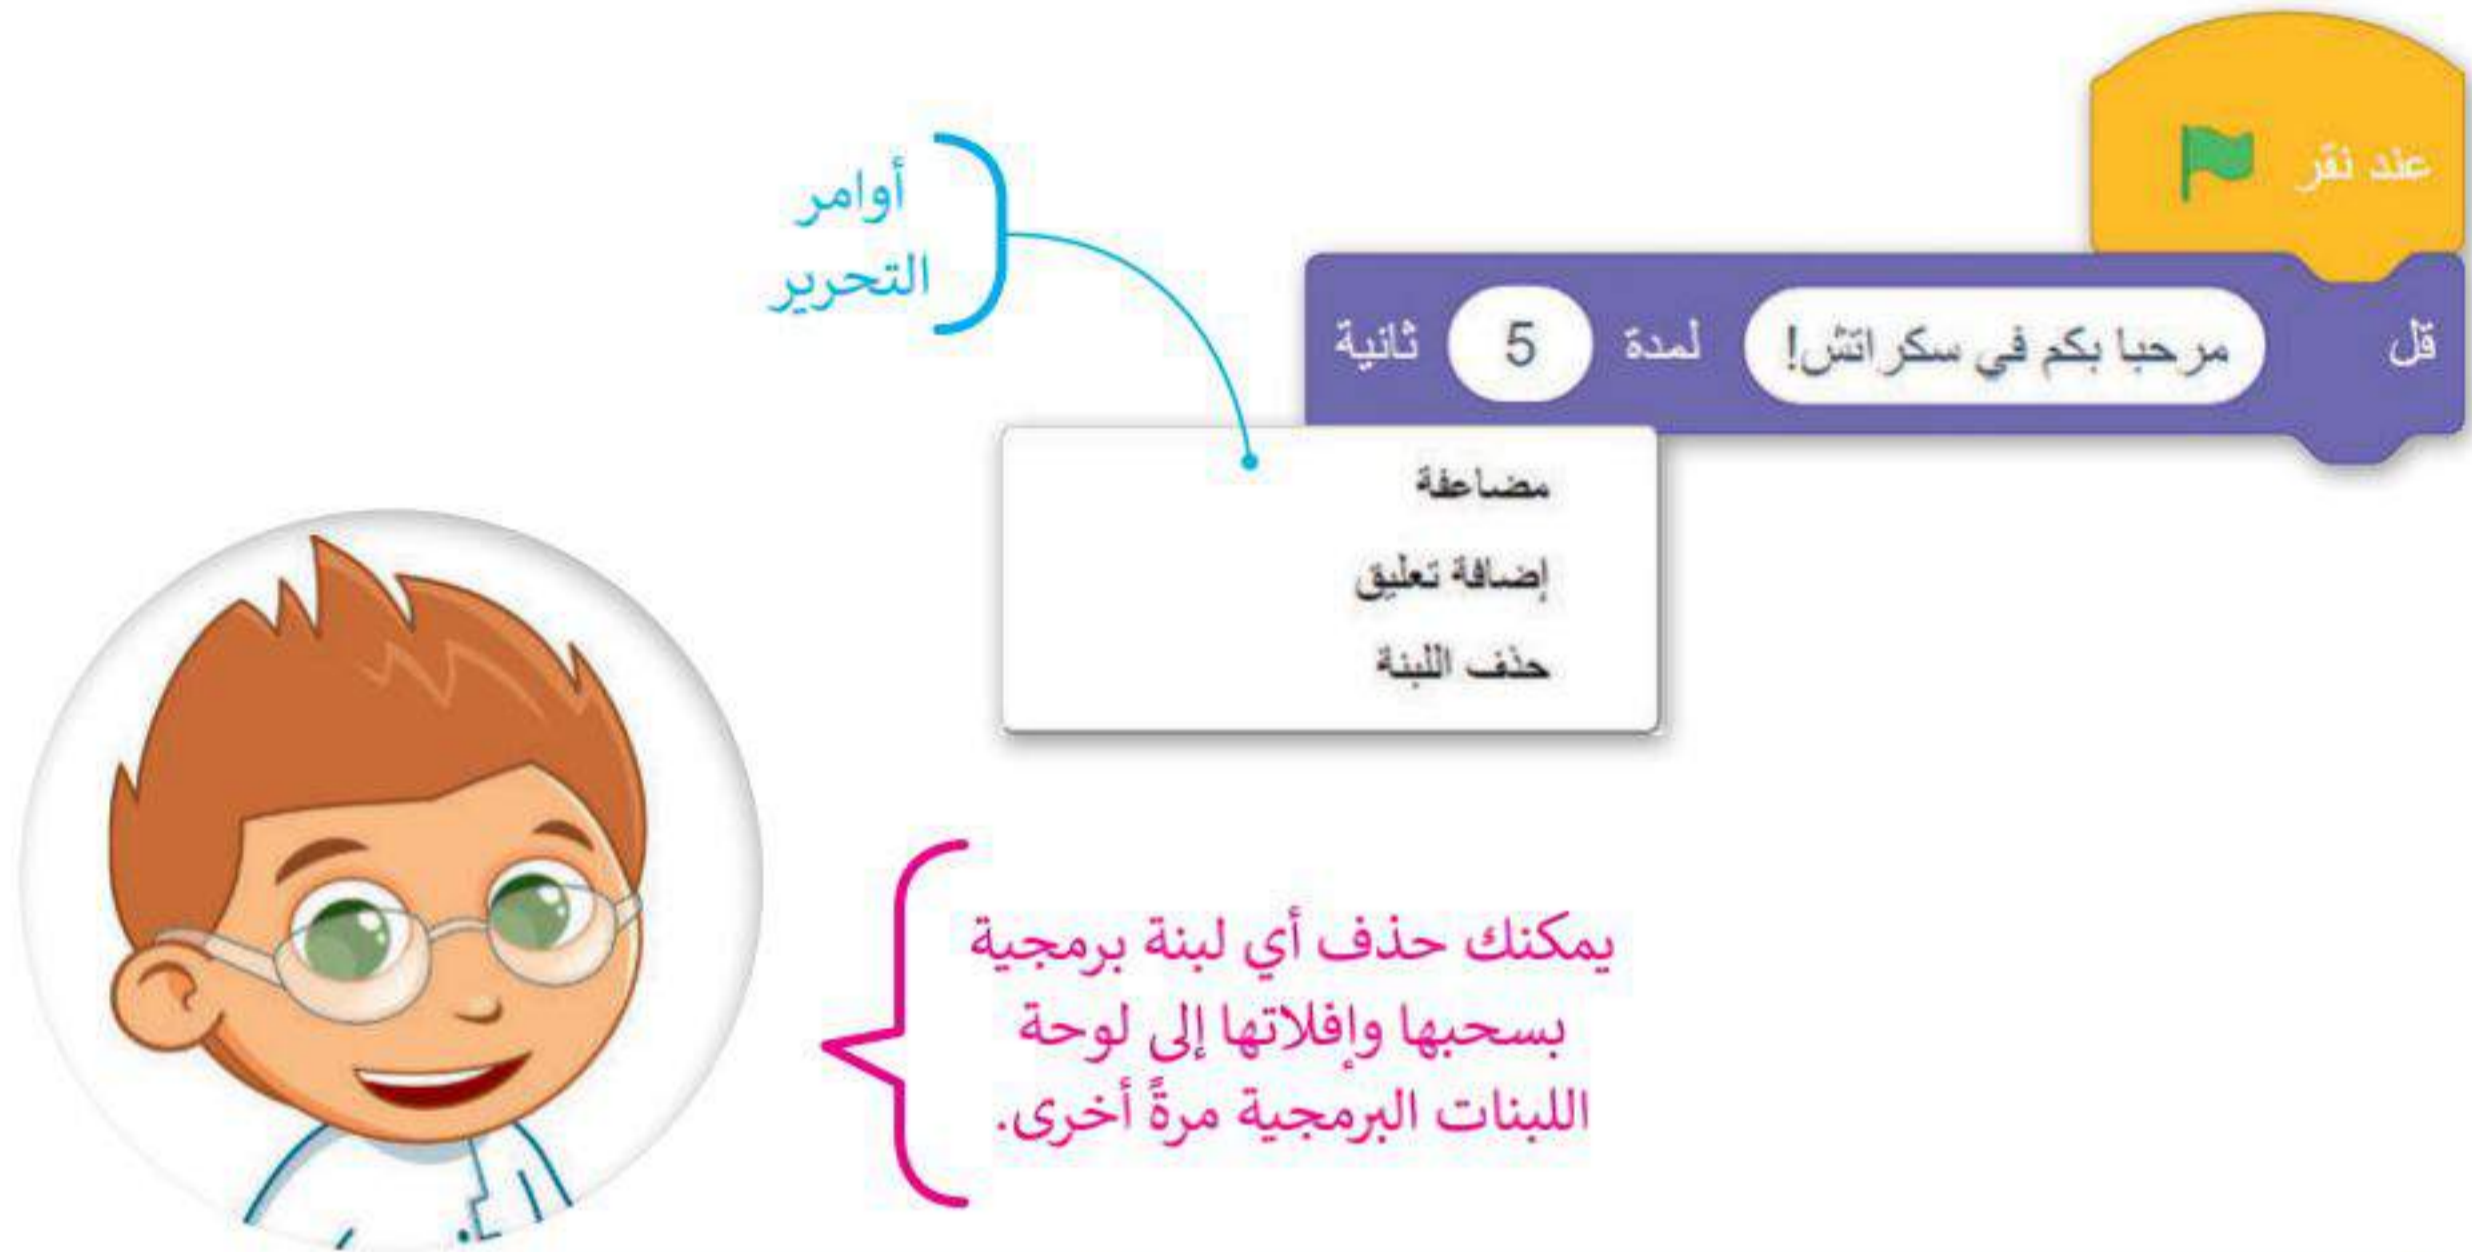 عند نقر
قل مرحبا بكم في سكراتش! لمدة 5 ثانية
أوامر
التحرير
مضاعفة
إضافة تعليق
حذف اللبنة
يمكنك حذف أي لبنة برمجية
بسحبها وإفلاتها إلى لوحة
اللبنات البرمجية مرةً أخرى.